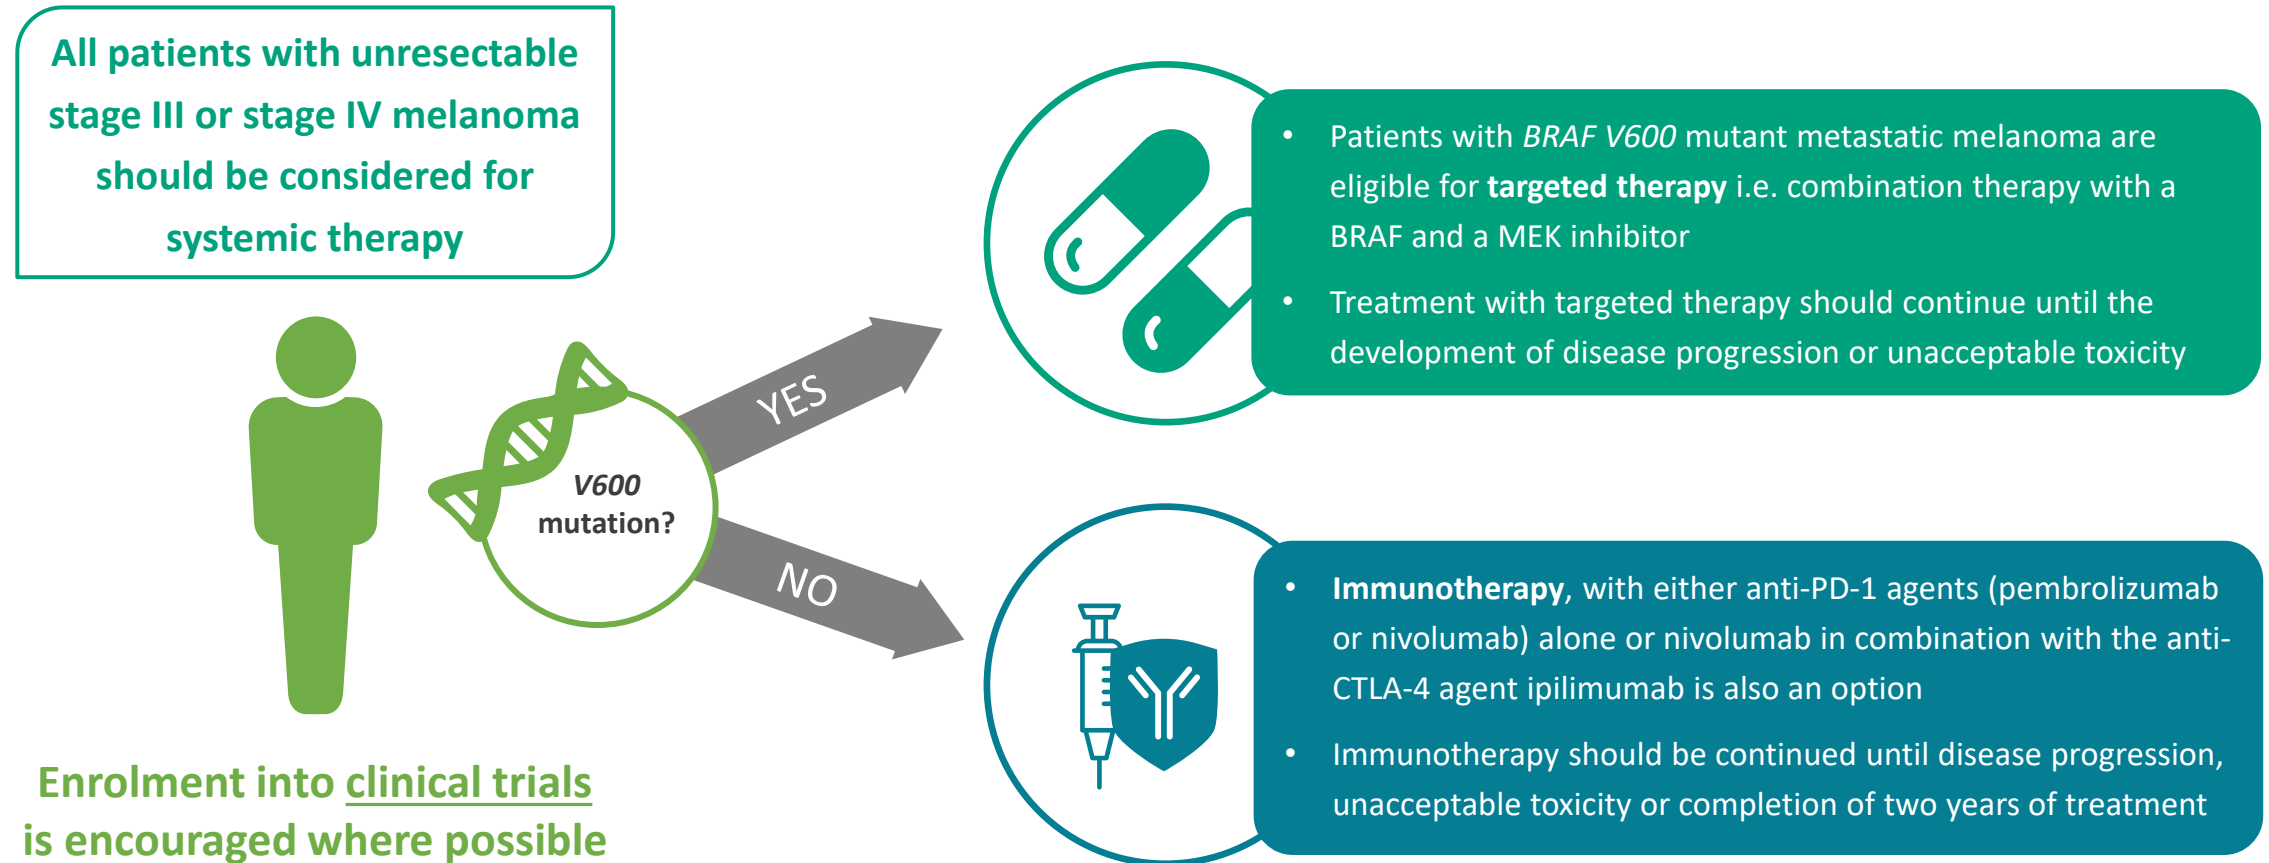 All patients with unresectable
stage III or stage IV melanoma
should be considered for
systemic therapy
V600
mutation?
YES
NO
• Patients with BRAF V600 mutant metastatic melanoma are
eligible for targeted therapy i.e. combination therapy with a
BRAF and a MEK inhibitor
• Treatment with targeted therapy should continue until the
development of disease progression or unacceptable toxicity
• Immunotherapy, with either anti-PD-1 agents (pembrolizumab
or nivolumab) alone or nivolumab in combination with the anti-
CTLA-4 agent ipilimumab is also an option
• Immunotherapy should be continued until disease progression,
unacceptable toxicity or completion of two years of treatment
Enrolment into clinical trials
is encouraged where possible